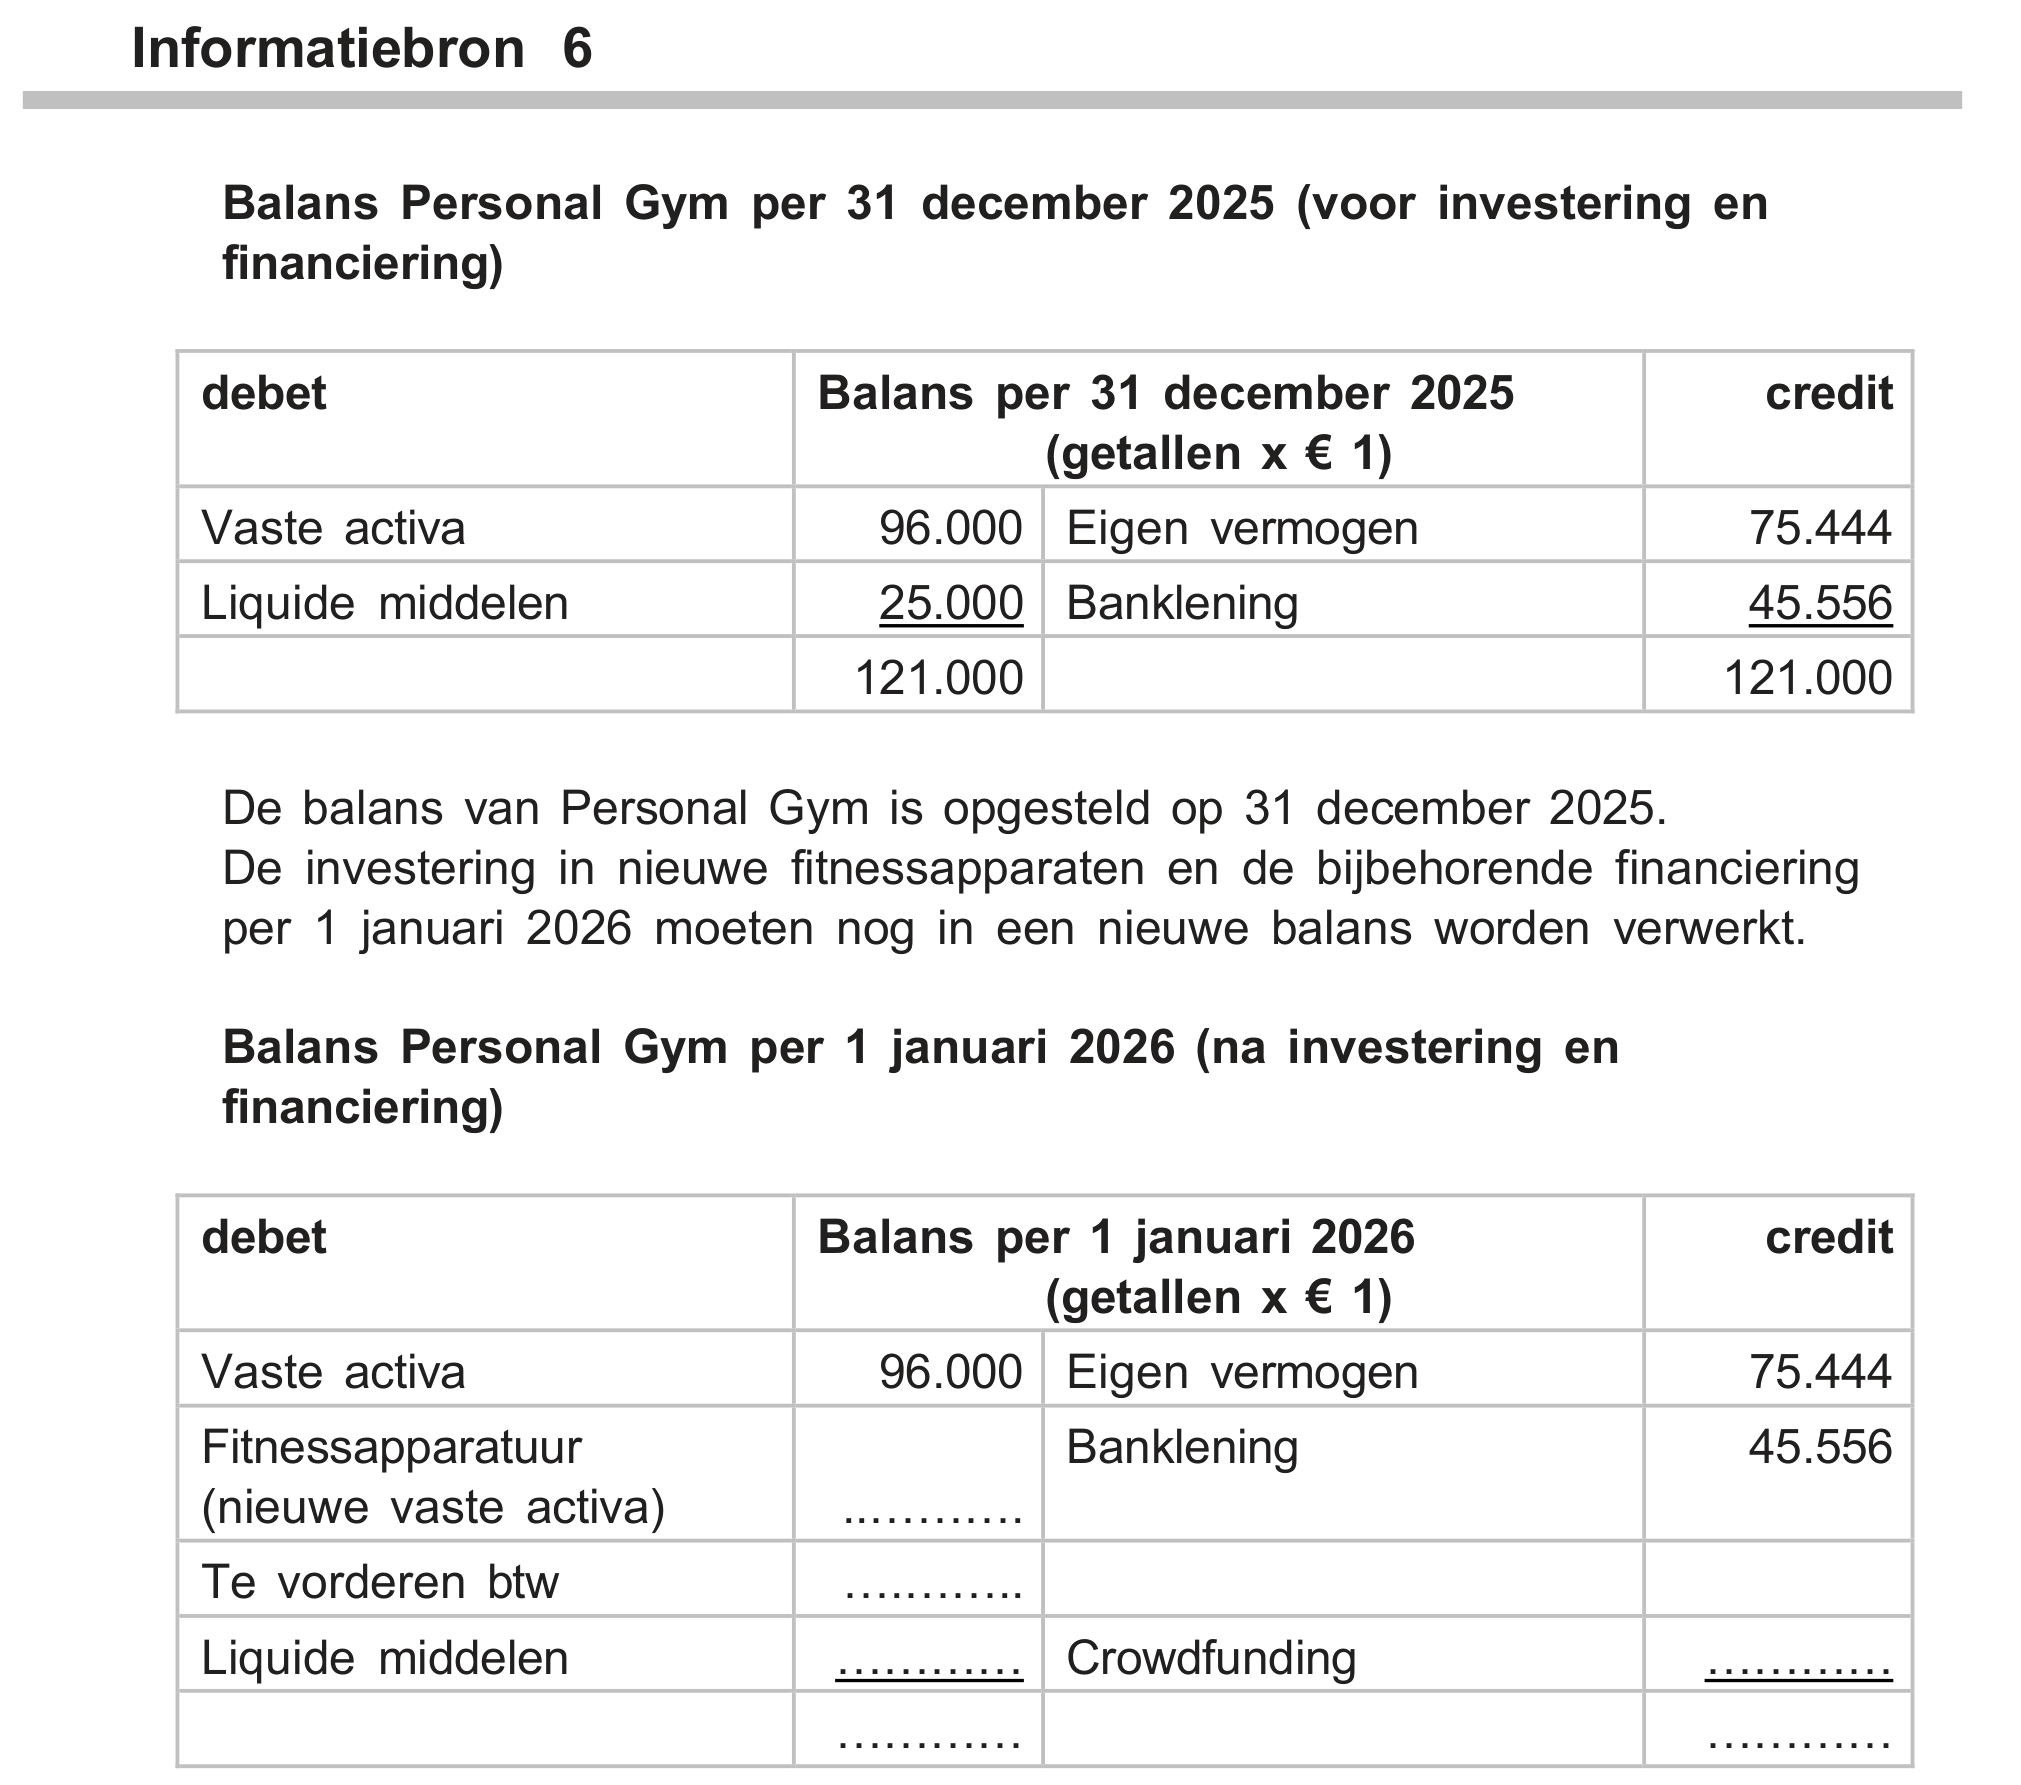 Informatiebron 6
Balans Personal Gym per 31 december 2025 (voor investering en
financiering)
debet Balans per 31 december 2025 credit
(getallen x € 1)
Vaste activa 96.000 Eigen vermogen 75.444
Liquide middelen 25.000 Banklening 45.556
121.000 121.000
De balans van Personal Gym is opgesteld op 31 december 2025.
De investering in nieuwe fitnessapparaten en de bijbehorende financiering
per 1 januari 2026 moeten nog in een nieuwe balans worden verwerkt.
Balans Personal Gym per 1 januari 2026 (na investering en
financiering)
debet Balans per 1 januari 2026 credit
(getallen x € 1)
Vaste activa 96.000 Eigen vermogen 75.444
Fitnessapparatuur Banklening 45.556
(nieuwe vaste activa) …………
Te vorderen btw …………
Liquide middelen ………… Crowdfunding …………
………… …………